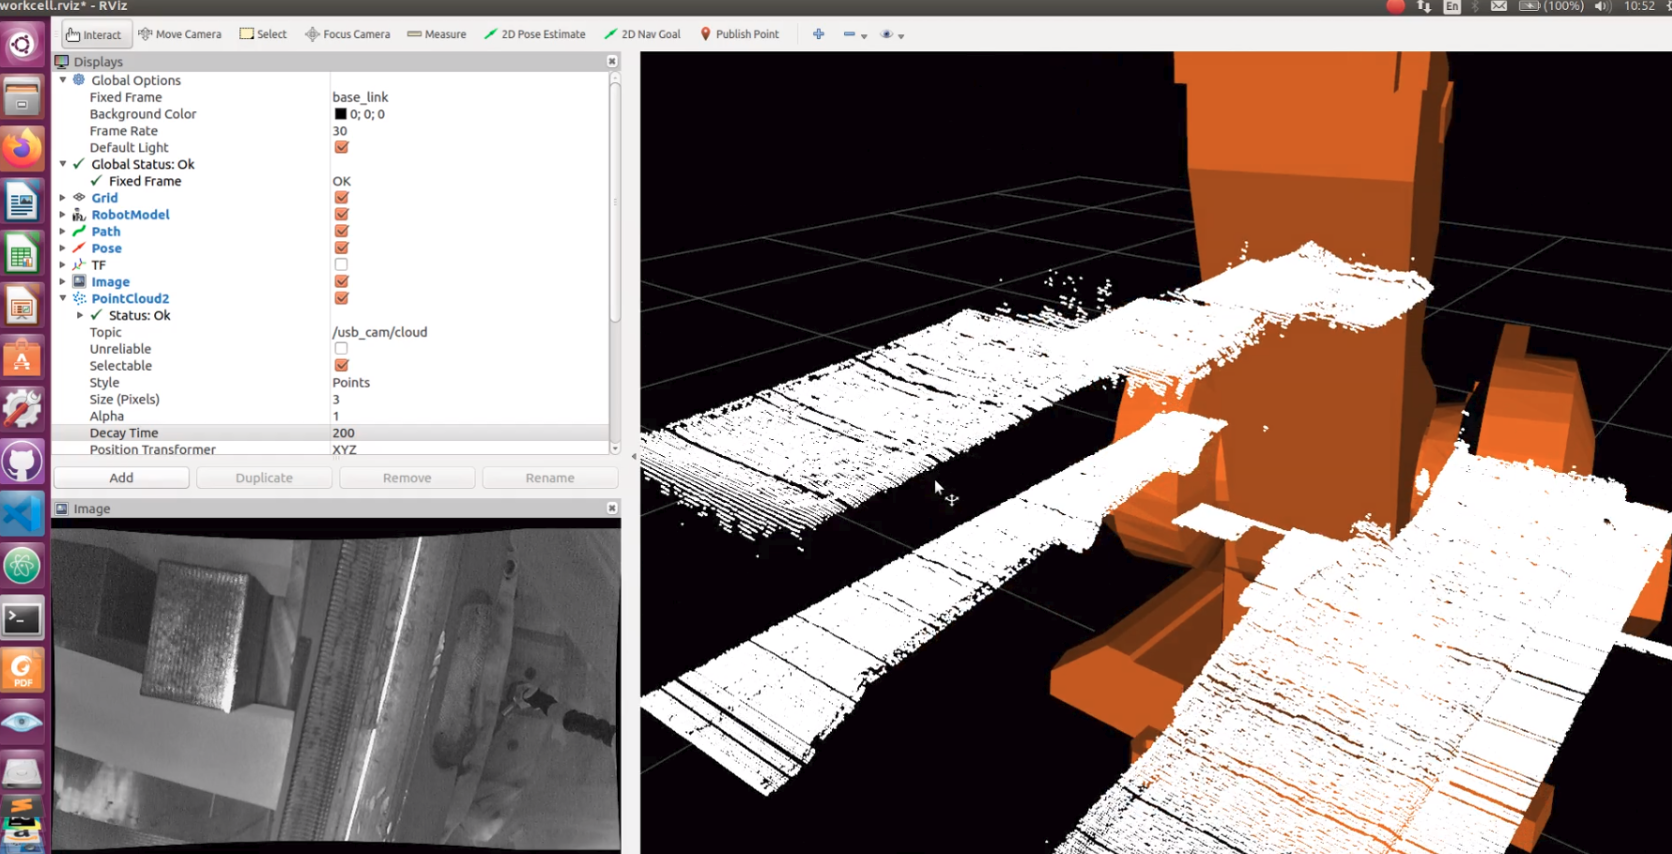 workcell.rviz* - RViz
En
(100%)
10:52
Interact
Move Camera
Select
Focus Camera
Measure
2D Pose Estimate
2D Nav Goal
Publish Point
Displays
Global Options
Fixed Frame base_link
Background Color 0; 0; 0
Frame Rate 30
Default Light
Global Status: Ok
Fixed Frame OK
Grid
RobotModel
Path
Pose
TF
Image
PointCloud2
Status: Ok
Topic /usb_cam/cloud
Unreliable
Selectable
Style Points
Size (Pixels) 3
Alpha 1
Decay Time 200
Position Transformer XYZ
Add
Duplicate
Remove
Rename
Image
PDF